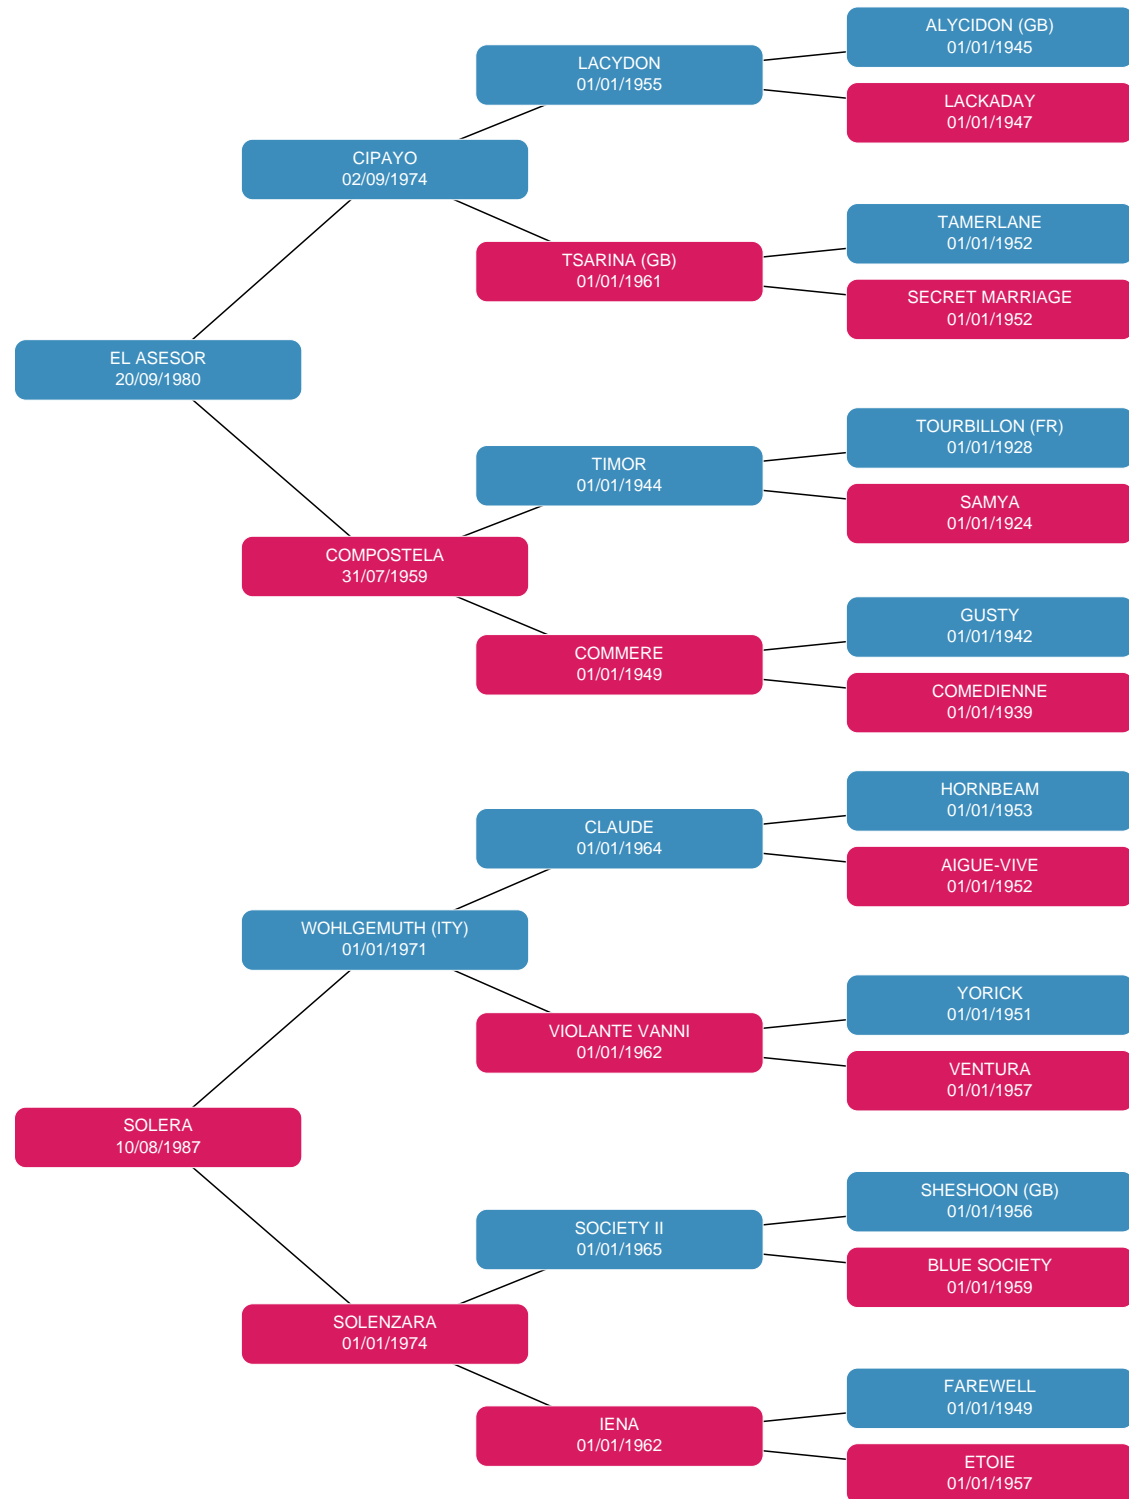 ALYCIDON (GB)
01/01/1945
LACYDON
01/01/1955
LACKADAY
01/01/1947
CIPAYO
02/09/1974
TAMERLANE
01/01/1952
TSARINA (GB)
01/01/1961
SECRET MARRIAGE
01/01/1952
EL ASESOR
20/09/1980
TOURBILLON (FR)
01/01/1928
TIMOR
01/01/1944
SAMYA
01/01/1924
COMPOSTELA
31/07/1959
GUSTY
01/01/1942
COMMERE
01/01/1949
COMEDIENNE
01/01/1939
HORNBEAM
01/01/1953
CLAUDE
01/01/1964
AIGUE-VIVE
01/01/1952
WOHLGEMUTH (ITY)
01/01/1971
YORICK
01/01/1951
VIOLANTE VANNI
01/01/1962
VENTURA
01/01/1957
SOLERA
10/08/1987
SHESHOON (GB)
01/01/1956
SOCIETY II
01/01/1965
BLUE SOCIETY
01/01/1959
SOLENZARA
01/01/1974
FAREWELL
01/01/1949
IENA
01/01/1962
ETOIE
01/01/1957